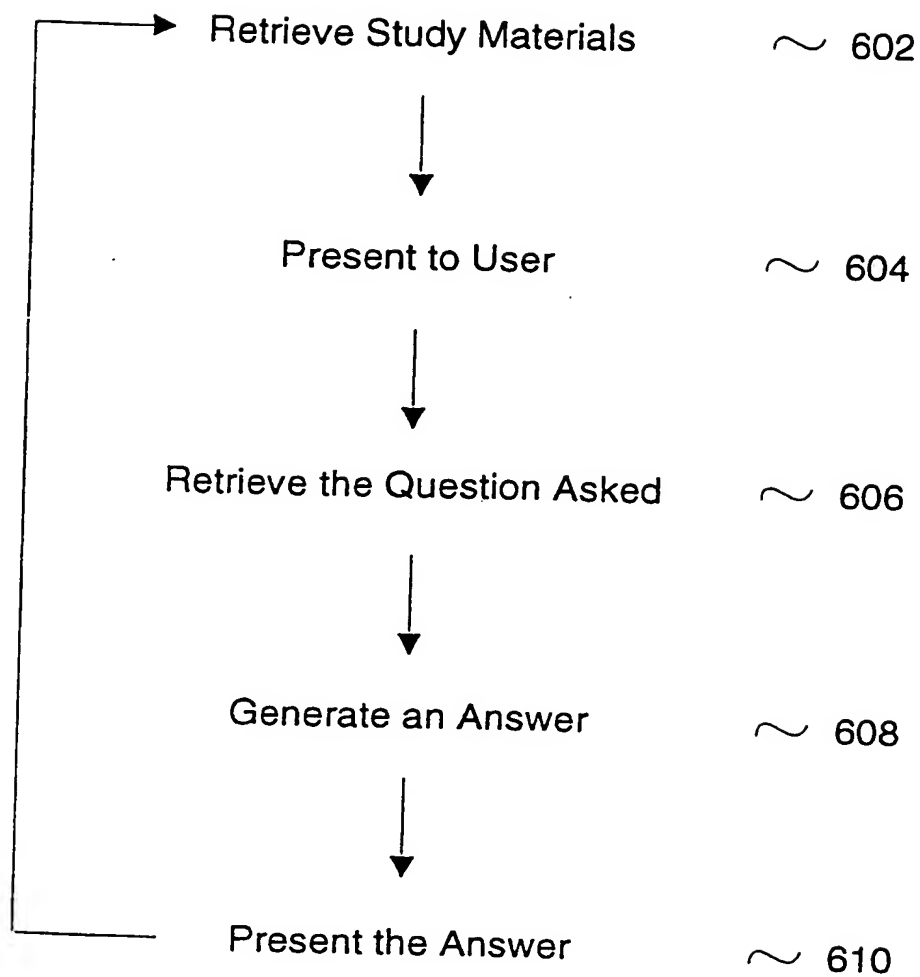 Retrieve Study Materials 602
Present to User 604
Retrieve the Question Asked 606
Generate an Answer 608
Present the Answer 610